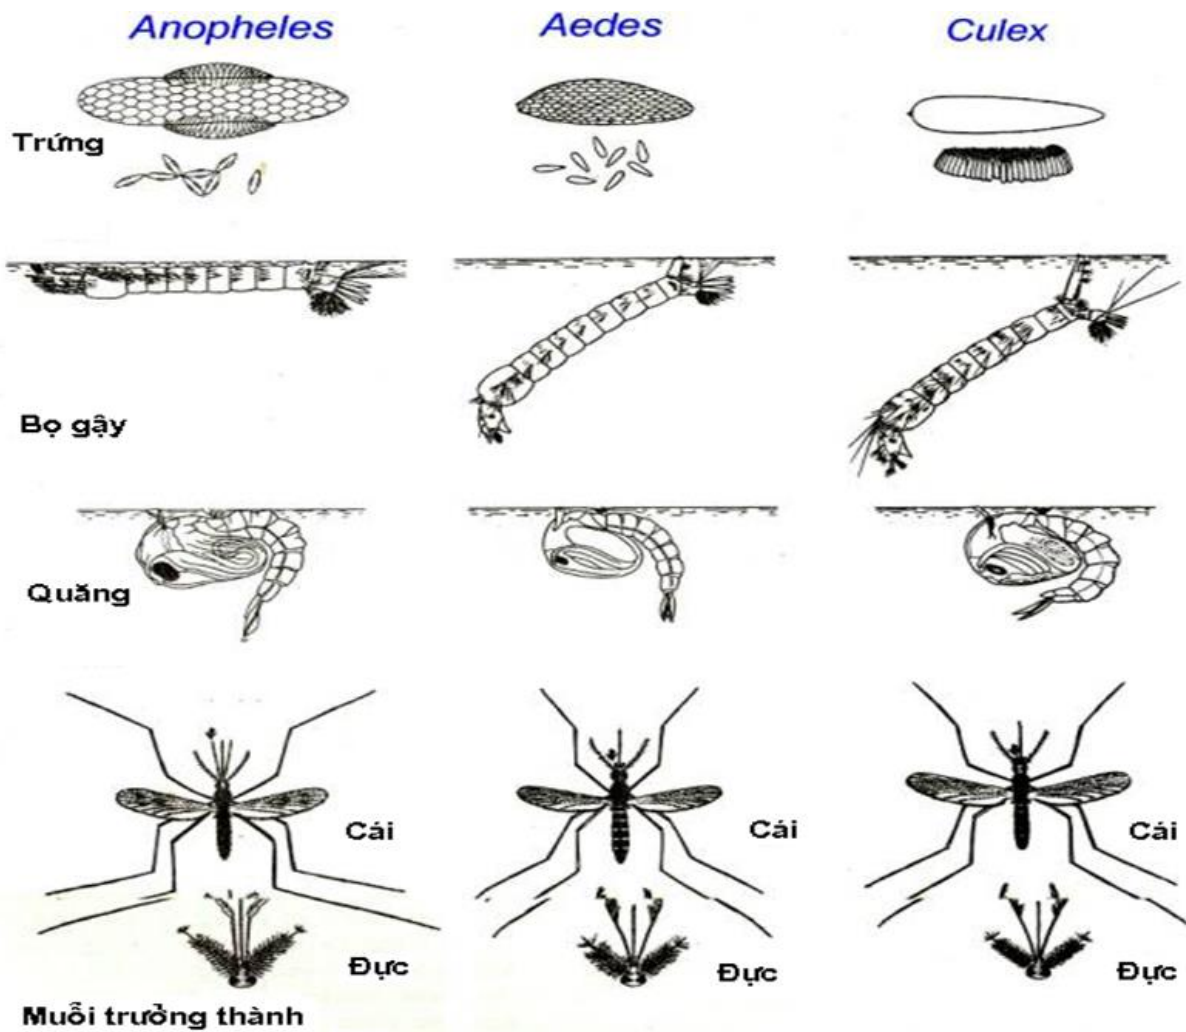 Anopheles
Aedes
Culex
Trứng
Bọ gậy
Quăng
Cái
Cái
Cái
Đực
Đực
Đực
Muỗi trưởng thành